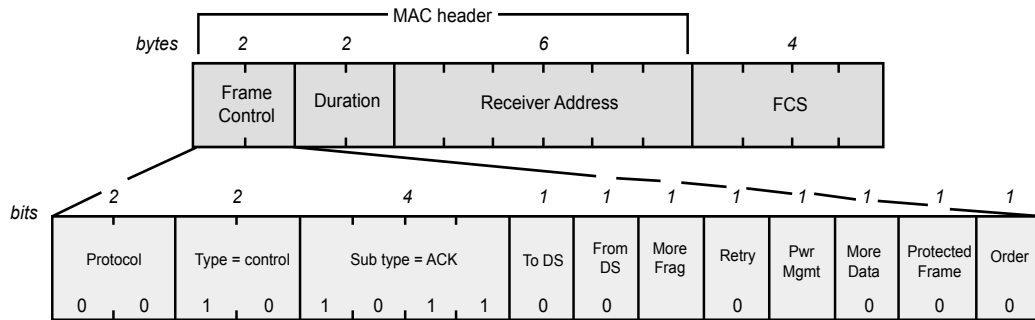 MAC header
bytes 2 2 6 4
Frame Control Duration Receiver Address FCS
bits 2 2 4 1 1 1 1 1 1 1 1
Protocol Type = control Sub type = ACK To DS From DS More Frag Retry Pwr Mgmt More Data Protected Frame Order
0 0 1 0 1 0 1 1 0 0 0 0 0 0